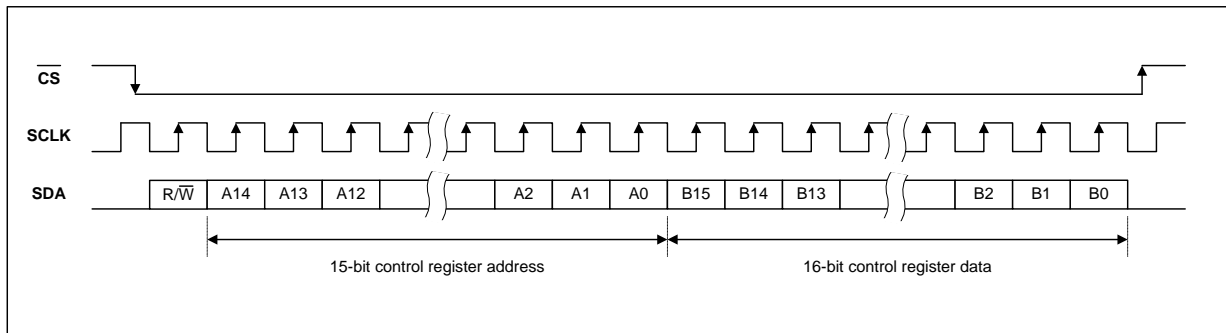 CS
SCLK
SDA R/W A14 A13 A12 A2 A1 A0 B15 B14 B13 B2 B1 B0
15-bit control register address 16-bit control register data